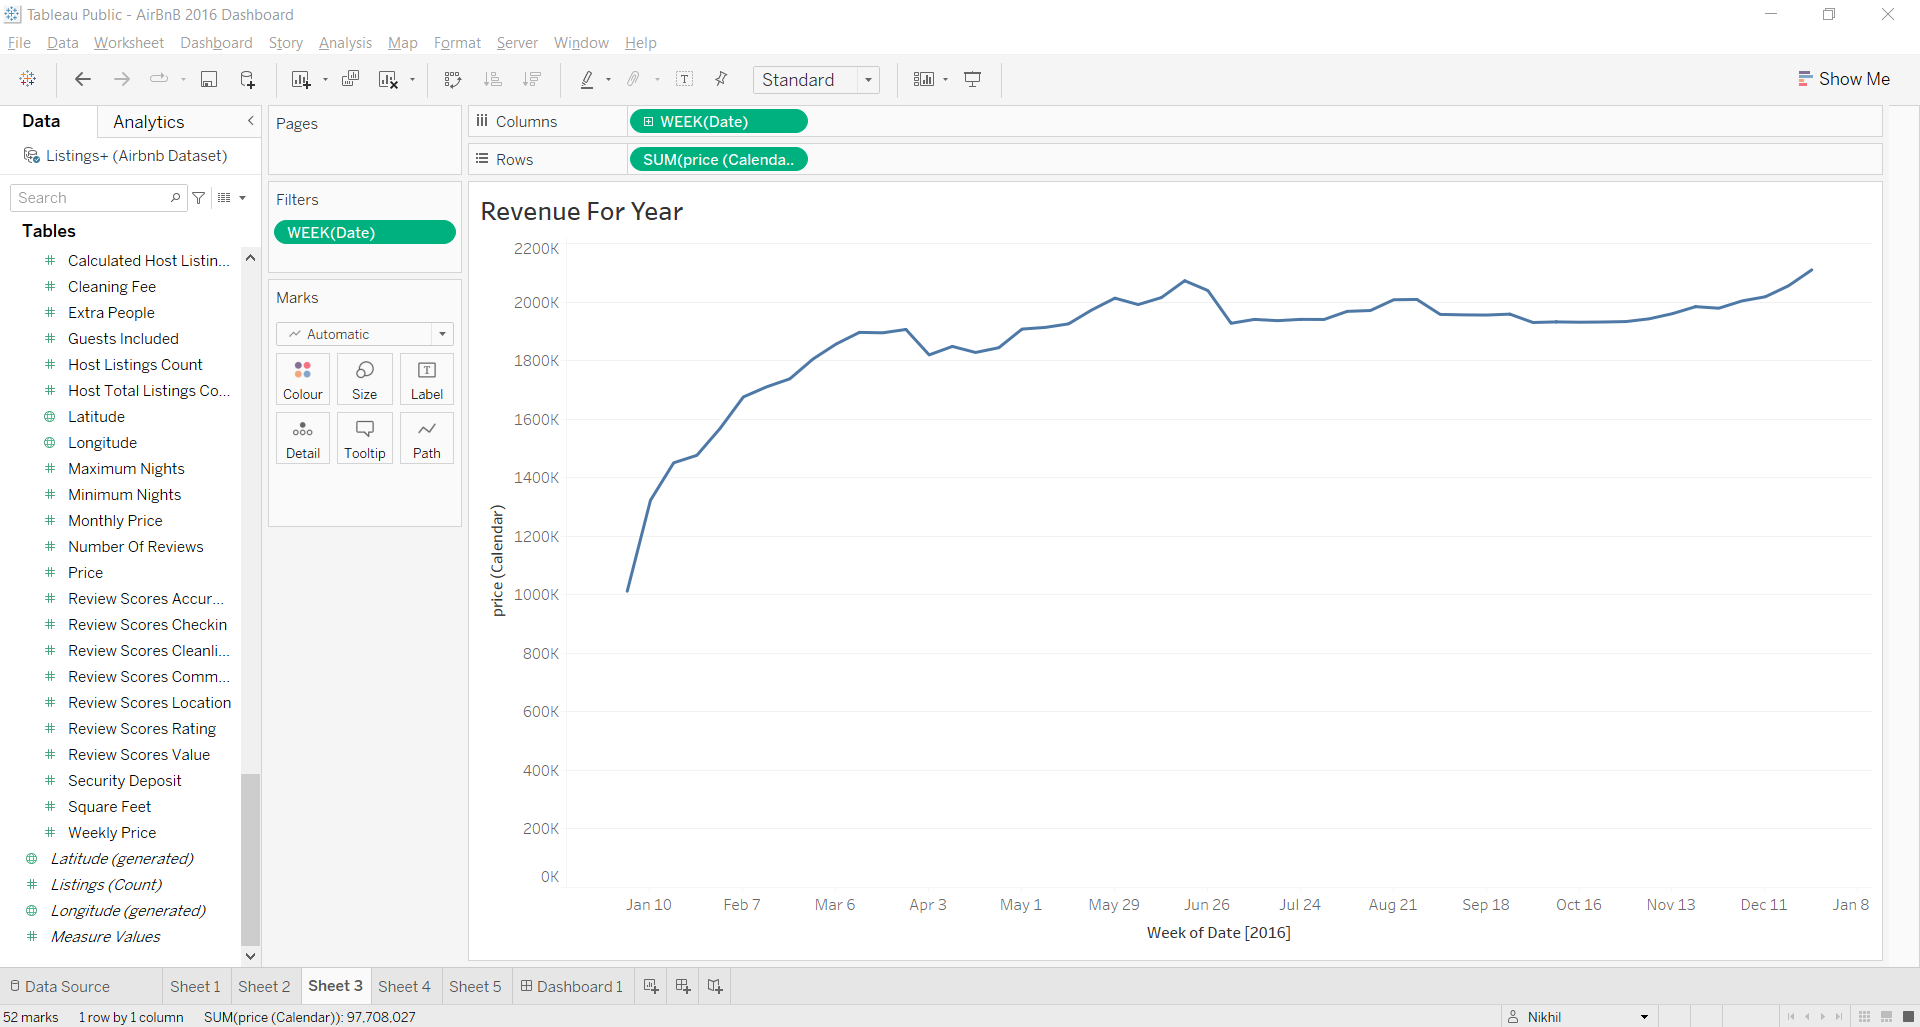 Tableau Public - AirBnB 2016 Dashboard
File Data Worksheet Dashboard Story Analysis Map Format Server Window Help
Standard
Show Me
Data Analytics
Listings+ (Airbnb Dataset)
Search
Tables
Calculated Host Listin...
Cleaning Fee
Extra People
Guests Included
Host Listings Count
Host Total Listings Co...
Latitude
Longitude
Maximum Nights
Minimum Nights
Monthly Price
Number Of Reviews
Price
Review Scores Accur...
Review Scores Checkin
Review Scores Cleanli...
Review Scores Comm...
Review Scores Location
Review Scores Rating
Review Scores Value
Security Deposit
Square Feet
Weekly Price
Latitude (generated)
Listings (Count)
Longitude (generated)
Measure Values
Pages
Filters
WEEK(Date)
Marks
Automatic
Colour Size Label
Detail Tooltip Path
Columns WEEK(Date)
Rows SUM(price (Calenda..
Revenue For Year
2200K
2000K
1800K
1600K
1400K
1200K
1000K
800K
600K
400K
200K
0K
price (Calendar)
Jan 10 Feb 7 Mar 6 Apr 3 May 1 May 29 Jun 26 Jul 24 Aug 21 Sep 18 Oct 16 Nov 13 Dec 11 Jan 8
Week of Date [2016]
Data Source Sheet 1 Sheet 2 Sheet 3 Sheet 4 Sheet 5 Dashboard 1
52 marks 1 row by 1 column SUM(price (Calendar)): 97,708,027
Nikhil